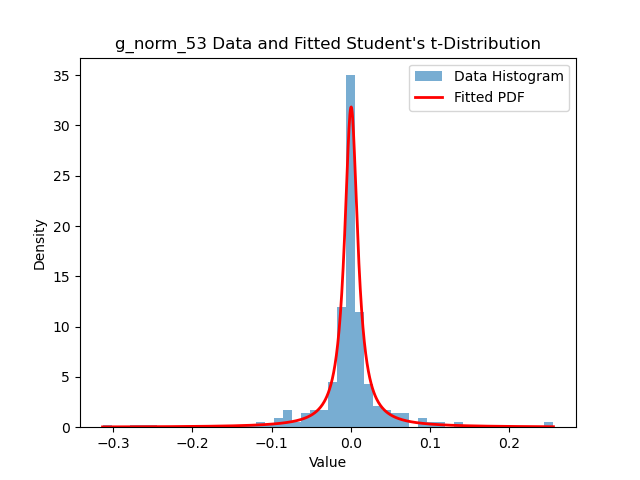 g_norm_53 Data and Fitted Student's t-Distribution
Data Histogram
Fitted PDF
Density
35
30
25
20
15
10
5
0
−0.3
−0.2
−0.1
0.0
0.1
0.2
Value